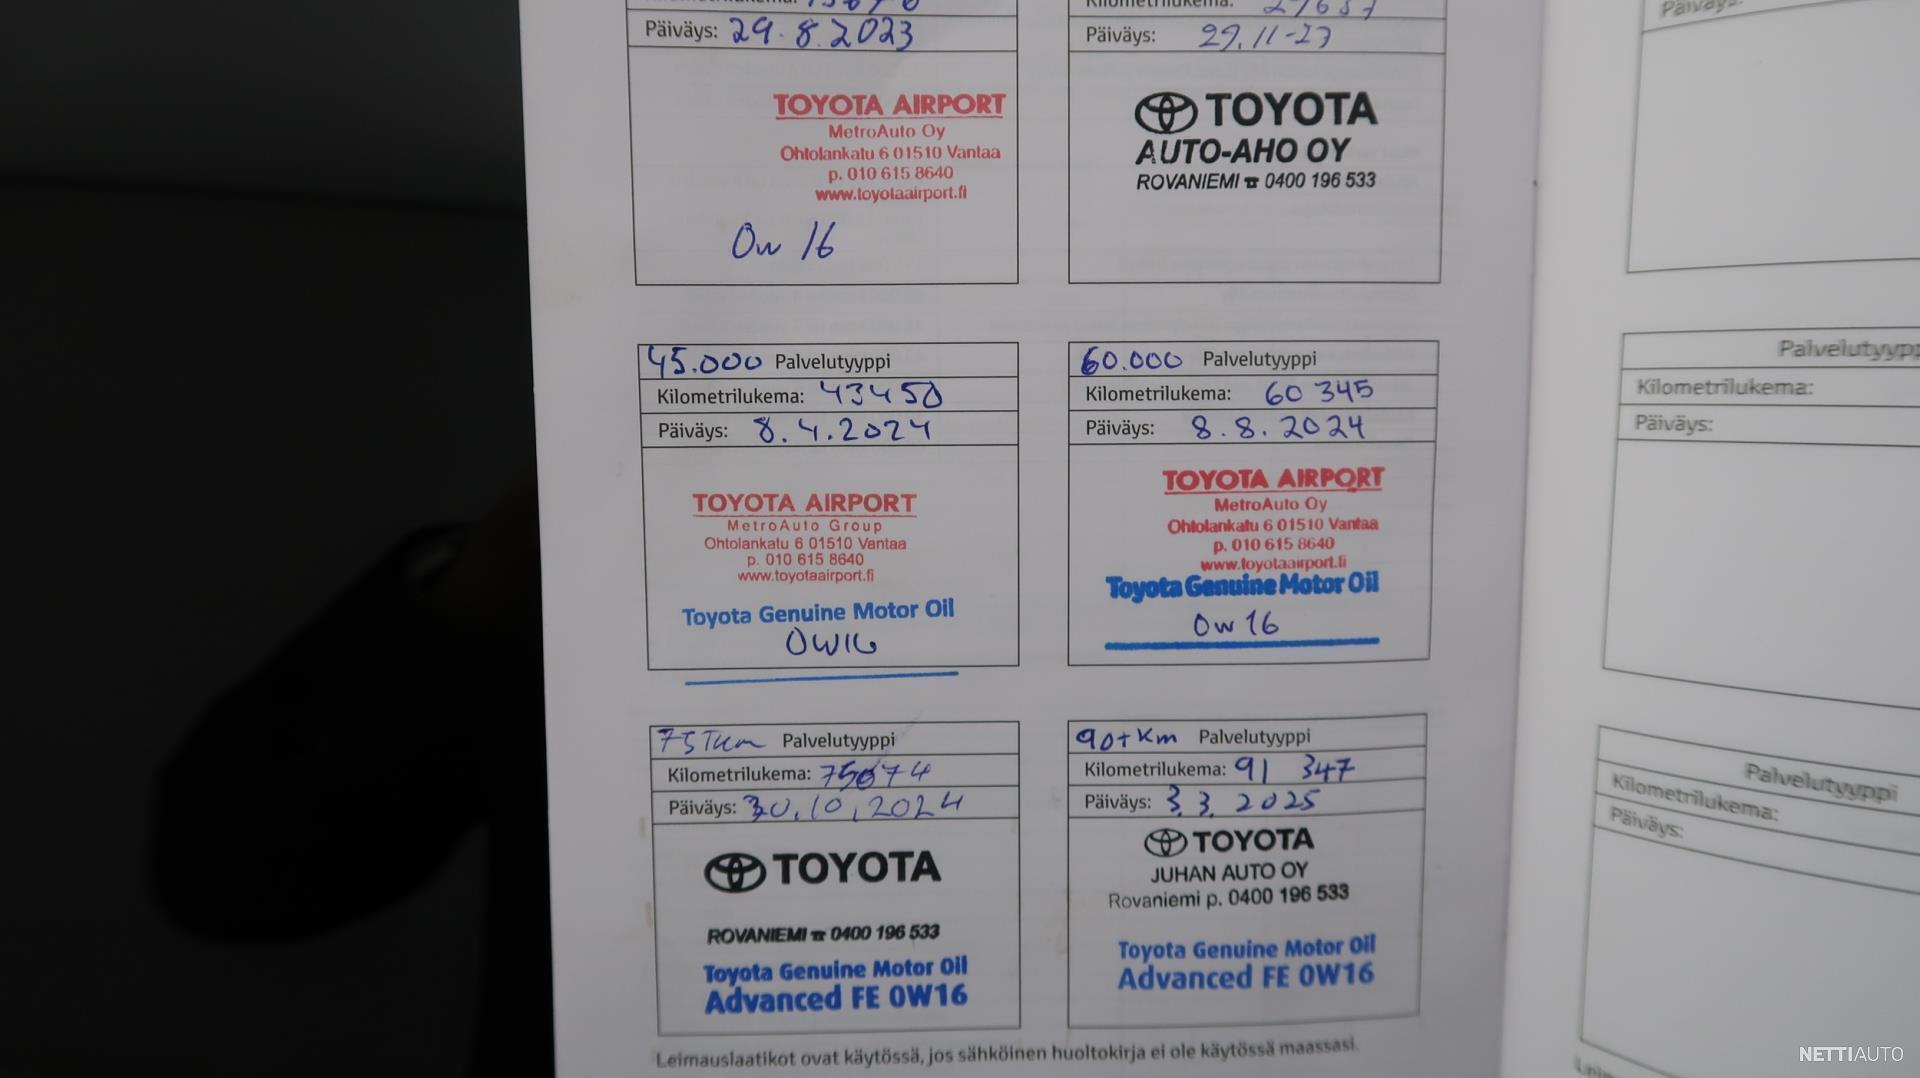 Päiväys: 29.8.2023
TOYOTA AIRPORT
MetroAuto Oy
Ohtolankatu 6 01510 Vantaa
p. 010 615 8640
www.toyotaairport.fi
0w 16
Kilometrilukema:
Päiväys: 29.11-23
TOYOTA
AUTO-AHO OY
ROVANIEMI ☎ 0400 196 533
45.000 Palvelutyyppi
Kilometrilukema: 43450
Päiväys: 8.4.2024
TOYOTA AIRPORT
MetroAuto Group
Ohtolankatu 6 01510 Vantaa
p. 010 615 8640
www.toyotaairport.fi
Toyota Genuine Motor Oil
0W16
60.000 Palvelutyyppi
Kilometrilukema: 60 345
Päiväys: 8.8.2024
TOYOTA AIRPORT
MetroAuto Oy
Ohtolankatu 6 01510 Vantaa
p. 010 615 8640
www.toyotaairport.fi
Toyota Genuine Motor Oil
0w16
75Tkm Palvelutyyppi
Kilometrilukema: 75074
Päiväys: 30.10.2024
TOYOTA
ROVANIEMI ☎ 0400 196 533
Toyota Genuine Motor Oil
Advanced FE 0W16
90tkm Palvelutyyppi
Kilometrilukema: 91 347
Päiväys: 3.3.2025
TOYOTA
JUHAN AUTO OY
Rovaniemi p. 0400 196 533
Toyota Genuine Motor Oil
Advanced FE 0W16
Leimauslaatikot ovat käytössä, jos sähköinen huoltokirja ei ole käytössä maassasi.
Päiväys:
Palvelutyypp
Kilometrilukema:
Päiväys:
Palvelutyyppi
Kilometrilukema:
Päiväys:
NETTIAUTO